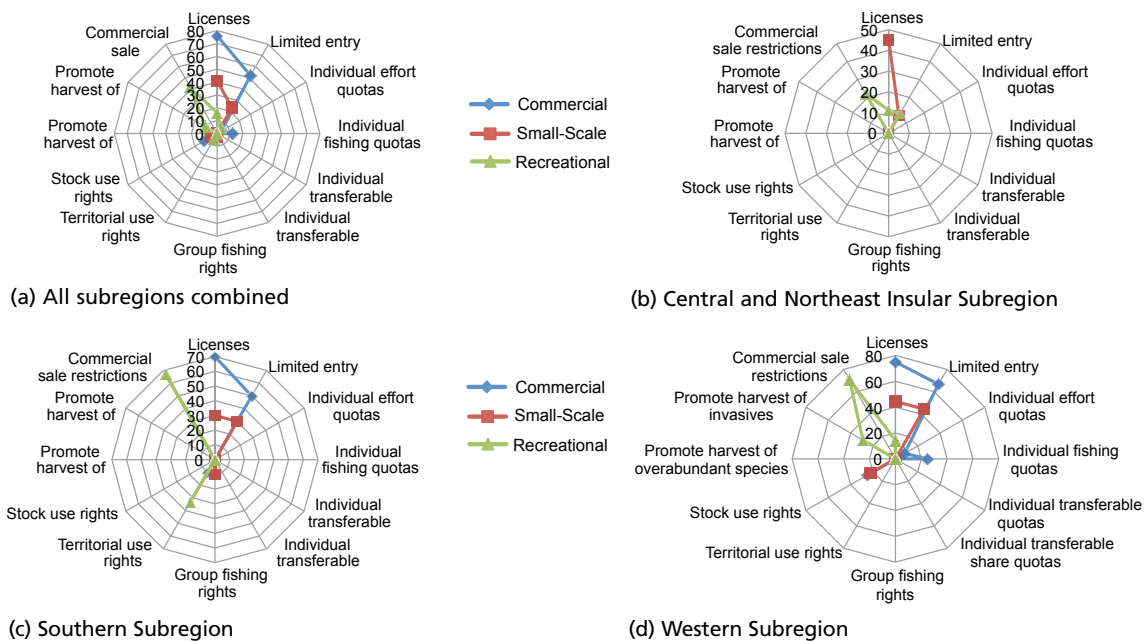 Licenses
80
70
60
50
40
30
20
10
0
Limited entry
Individual effort
quotas
Individual
fishing quotas
Individual
transferable
Individual
transferable
Group fishing
rights
Territorial use
rights
Stock use
rights
Promote
harvest of
Promote
harvest of
Commercial
sale
(a) All subregions combined
Commercial
Small-Scale
Recreational
Licenses
50
40
30
20
10
0
Limited entry
Individual effort
quotas
Individual
fishing quotas
Individual
transferable
Individual
transferable
Group fishing
rights
Territorial use
rights
Stock use rights
Promote
harvest of
Promote
harvest of
Commercial
sale restrictions
(b) Central and Northeast Insular Subregion
Licenses
70
60
50
40
30
20
10
0
Limited entry
Individual effort
quotas
Individual
fishing quotas
Individual
transferable
Individual
transferable
Group fishing
rights
Territorial use
rights
Stock use rights
Promote
harvest of
Promote
harvest of
Commercial
sale restrictions
(c) Southern Subregion
Commercial
Small-Scale
Recreational
Licenses
80
60
40
20
0
Limited entry
Individual effort
quotas
Individual fishing
quotas
Individual transferable
quotas
Individual transferable
share quotas
Group fishing
rights
Territorial use rights
Stock use rights
Promote harvest of
overabundant species
Promote harvest of
invasives
Commercial sale
restrictions
(d) Western Subregion